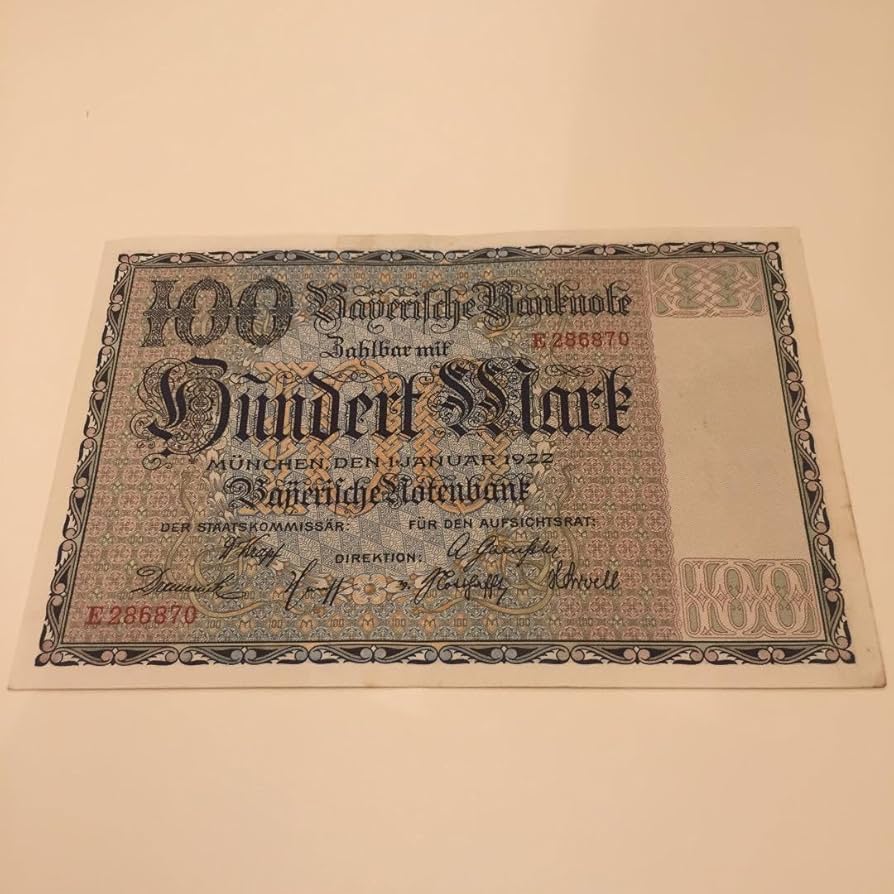 100 Bayerische Banknote
Zahlbar mit E 286870
Hundert Mark
MÜNCHEN, DEN 1. JANUAR 1922
Bayerische Notenbank
DER STAATSKOMMISSÄR: FÜR DEN AUFSICHTSRAT:
DIREKTION:
E 286870
100